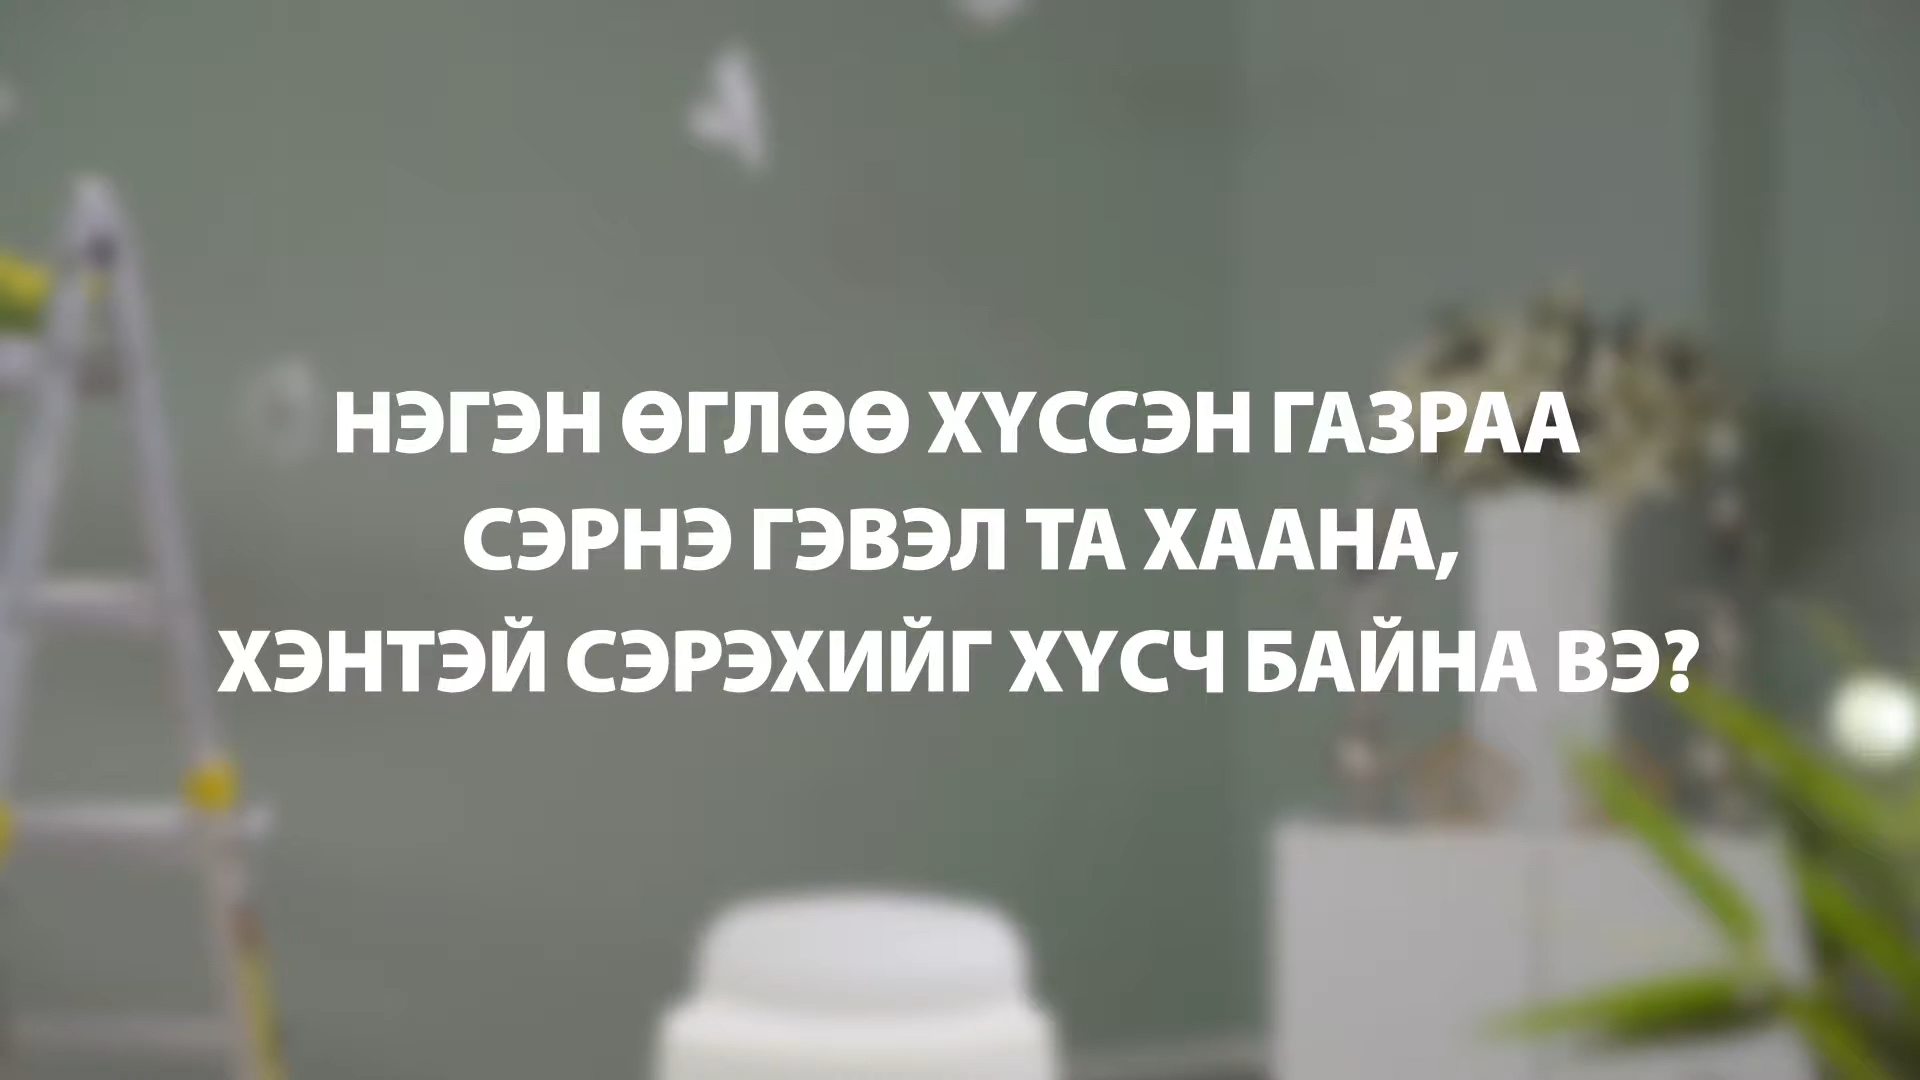 НЭГЭН ӨГЛӨӨ ХҮССЭН ГАЗРАА
СЭРНЭ ГЭВЭЛ ТА ХААНА,
ХЭНТЭЙ СЭРЭХИЙГ ХҮСЧ БАЙНА ВЭ?